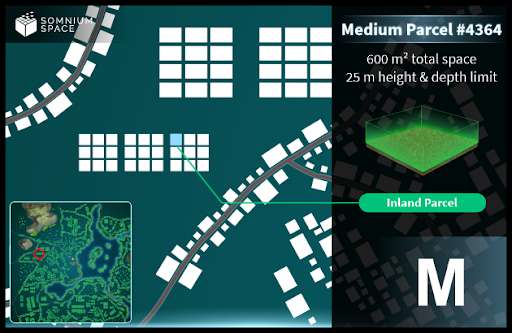 SOMNIUM
SPACE
Medium Parcel #4364
600 m² total space
25 m height & depth limit
Inland Parcel
M